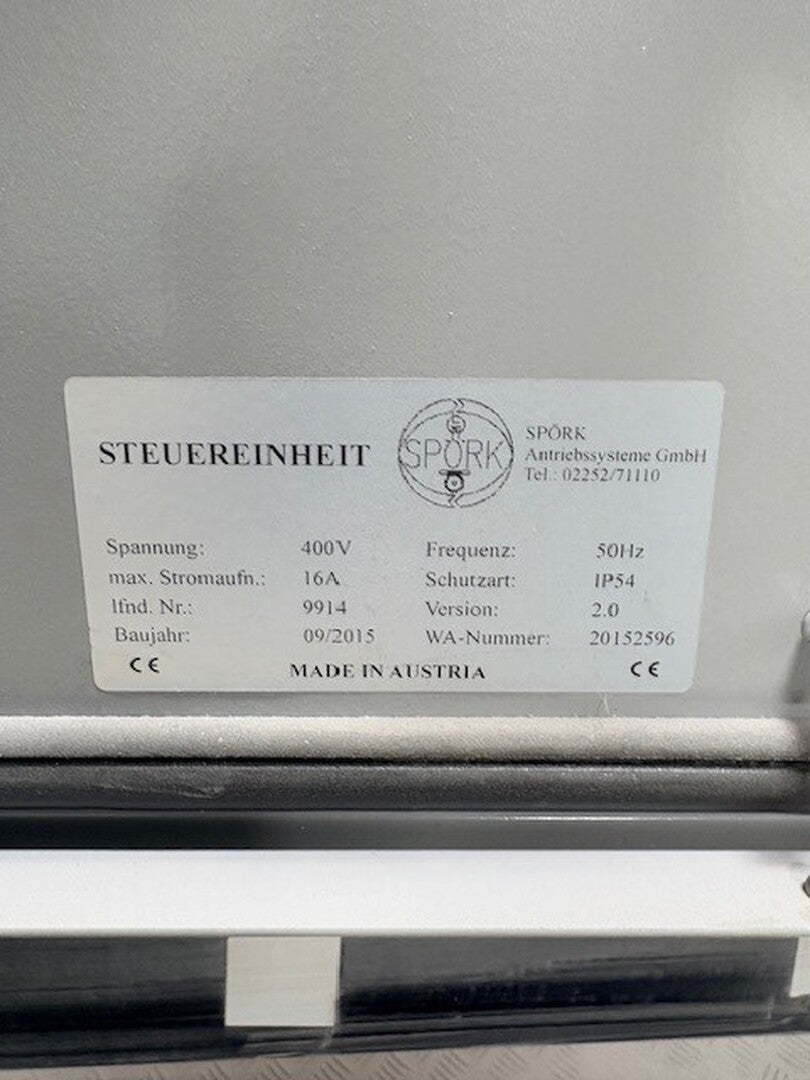 STEUEREINHEIT
SPÖRK
SPÖRK
Antriebssysteme GmbH
Tel.: 02252/71110
Spannung: 400V Frequenz: 50Hz
max. Stromaufn.: 16A Schutzart: IP54
lfnd. Nr.: 9914 Version: 2.0
Baujahr: 09/2015 WA-Nummer: 20152596
CE MADE IN AUSTRIA CE